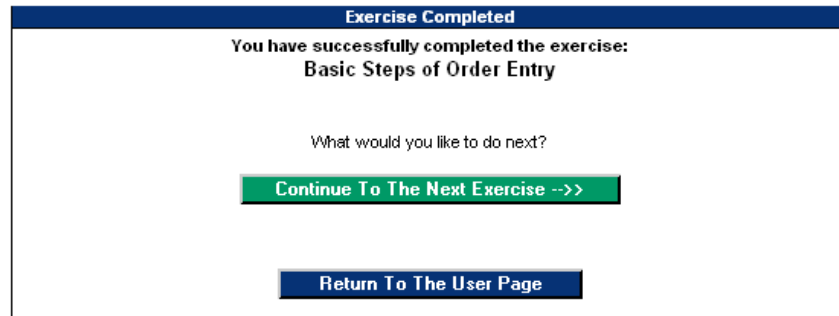 Exercise Completed
You have successfully completed the exercise:
Basic Steps of Order Entry
What would you like to do next?
Continue To The Next Exercise -->>
Return To The User Page